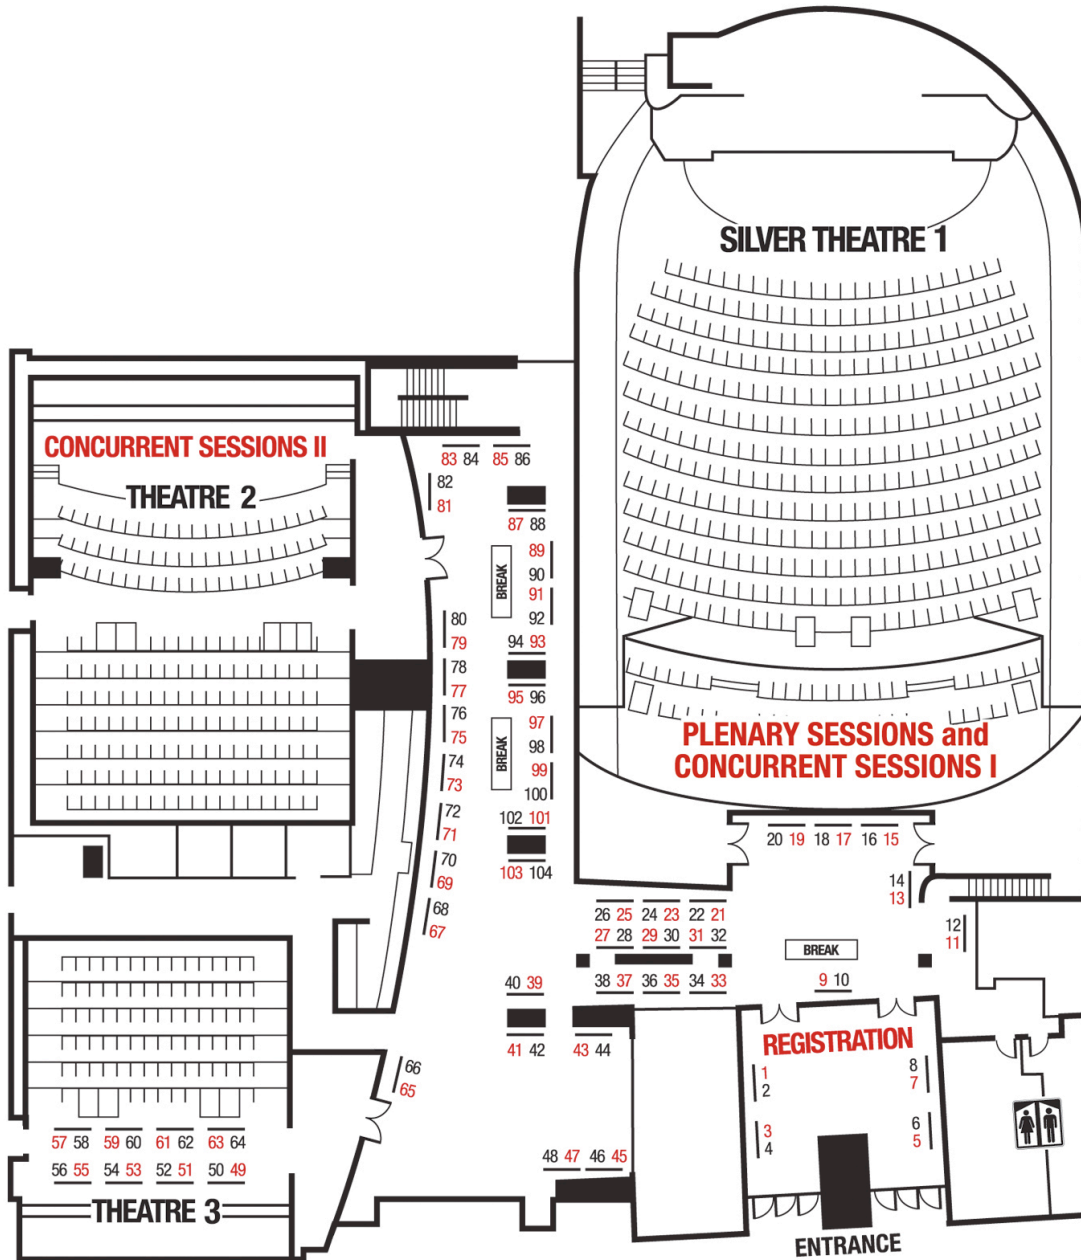 SILVER THEATRE 1
CONCURRENT SESSIONS II
THEATRE 2
83 84 85 86
82
81
87 88
89
90
BREAK
91
92
80
79
94 93
78
77
95 96
76
75
97
98
BREAK
PLENARY SESSIONS and
CONCURRENT SESSIONS I
74
73
99
100
72
71
102 101
20 19 18 17 16 15
70
69
103 104
14
13
68
67
26 25 24 23 22 21
12
11
27 28 29 30 31 32
BREAK
40 39
38 37 36 35 34 33
9 10
41 42 43 44
REGISTRATION
66
65
1
2
8
7
3
4
6
5
57 58 59 60 61 62 63 64
48 47 46 45
56 55 54 53 52 51 50 49
THEATRE 3
ENTRANCE